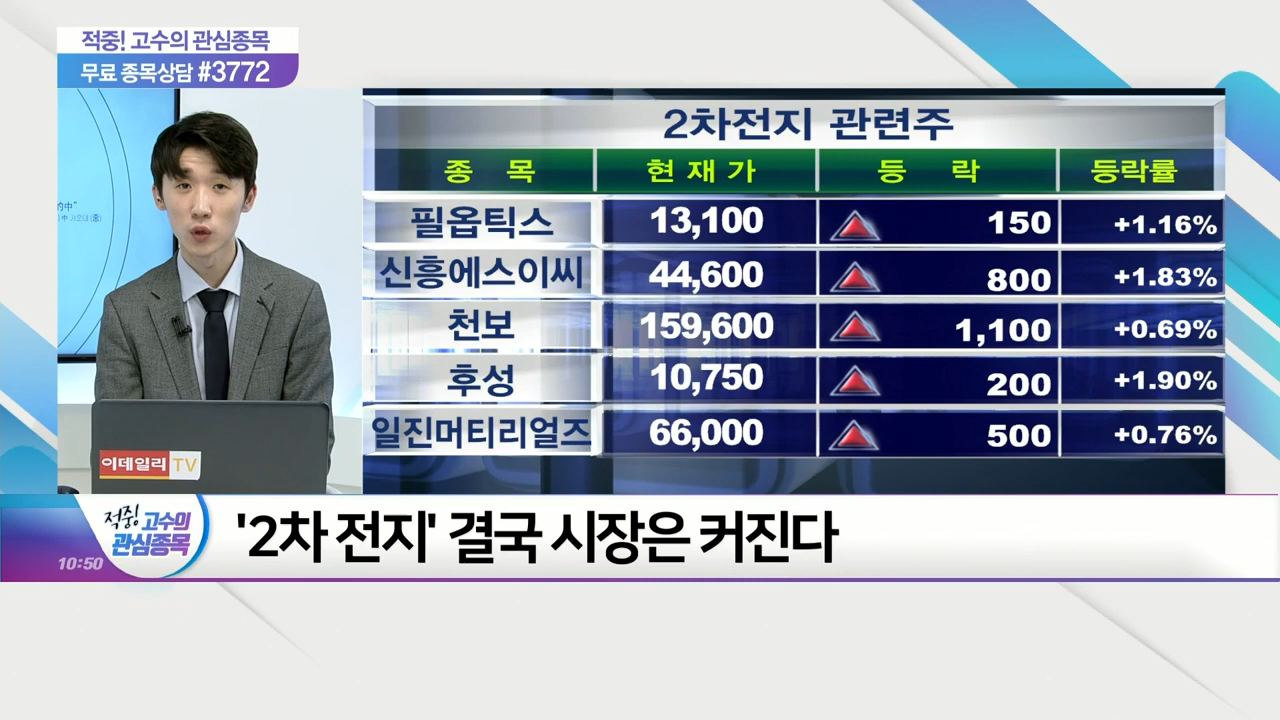 적중! 고수의 관심종목
무료 종목상담 #3772
的中"
2차전지 관련주
종 목 현 재 가 등 락 등락률
필옵틱스 13,100 150 +1.16%
신흥에스이씨 44,600 800 +1.83%
천보 159,600 1,100 +0.69%
후성 10,750 200 +1.90%
일진머티리얼즈 66,000 500 +0.76%
이데일리 TV
적중! 고수의
관심종목
10:50
'2차 전지' 결국 시장은 커진다